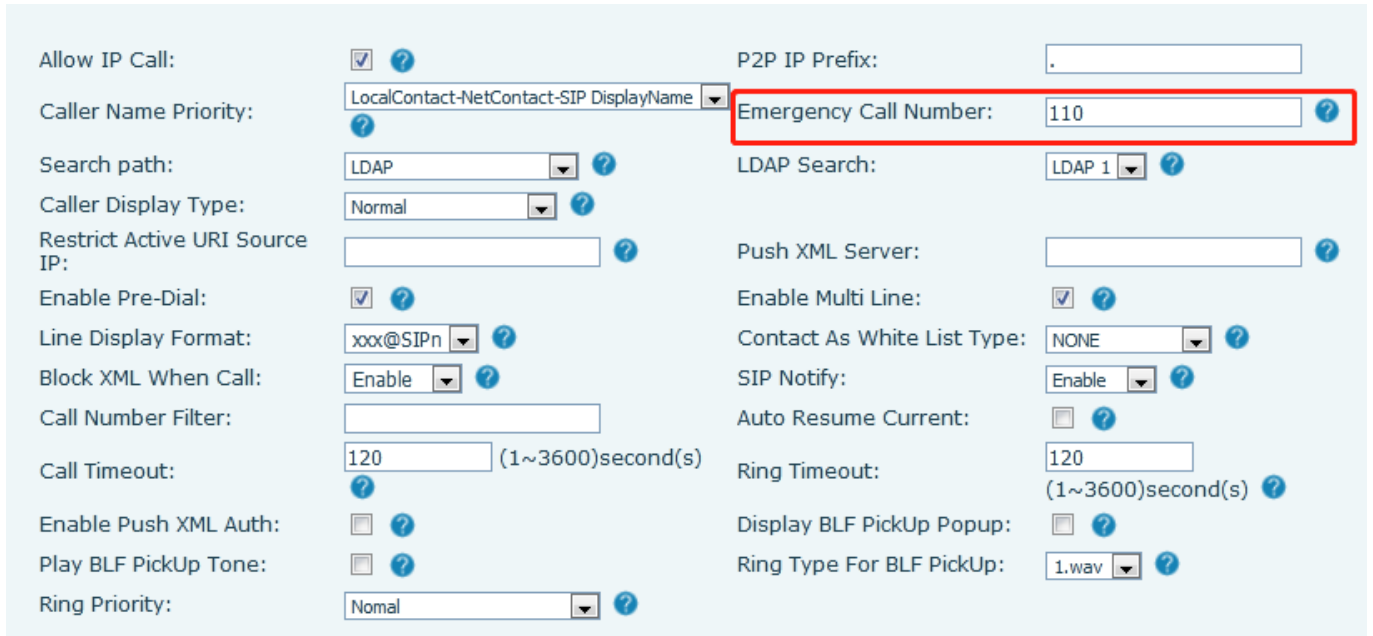 Allow IP Call: ? P2P IP Prefix: .
Caller Name Priority: LocalContact-NetContact-SIP DisplayName ? Emergency Call Number: 110 ?
Search path: LDAP ? LDAP Search: LDAP 1 ?
Caller Display Type: Normal ?
Restrict Active URI Source
IP: ? Push XML Server: ?
Enable Pre-Dial: ? Enable Multi Line: ?
Line Display Format: xxx@SIPn ? Contact As White List Type: NONE ?
Block XML When Call: Enable ? SIP Notify: Enable ?
Call Number Filter: Auto Resume Current: ?
Call Timeout: 120 (1~3600)second(s) ? Ring Timeout: 120
(1~3600)second(s) ?
Enable Push XML Auth: ? Display BLF PickUp Popup: ?
Play BLF PickUp Tone: ? Ring Type For BLF PickUp: 1.wav ?
Ring Priority: Nomal ?